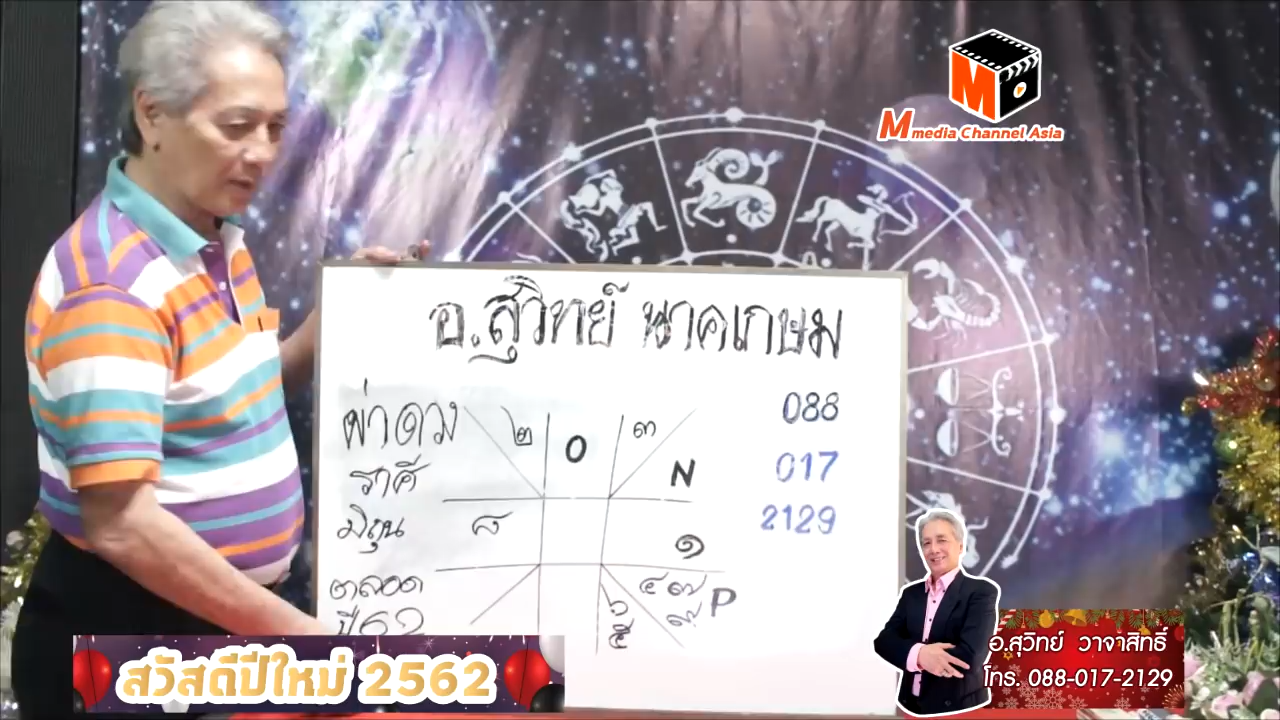 M
Mmedia Channel Asia
อ.สุวิทย์ นาคเกษม
ผ่าดวง
ราศี
มิถุน
ตลอด
ปี62
๒
0
๓
N
๘
๑
๔ ๗
P
๖
๕
๙
088
017
2129
สวัสดีปีใหม่ 2562
อ.สุวิทย์ วาจาสิทธิ์
โทร. 088-017-2129